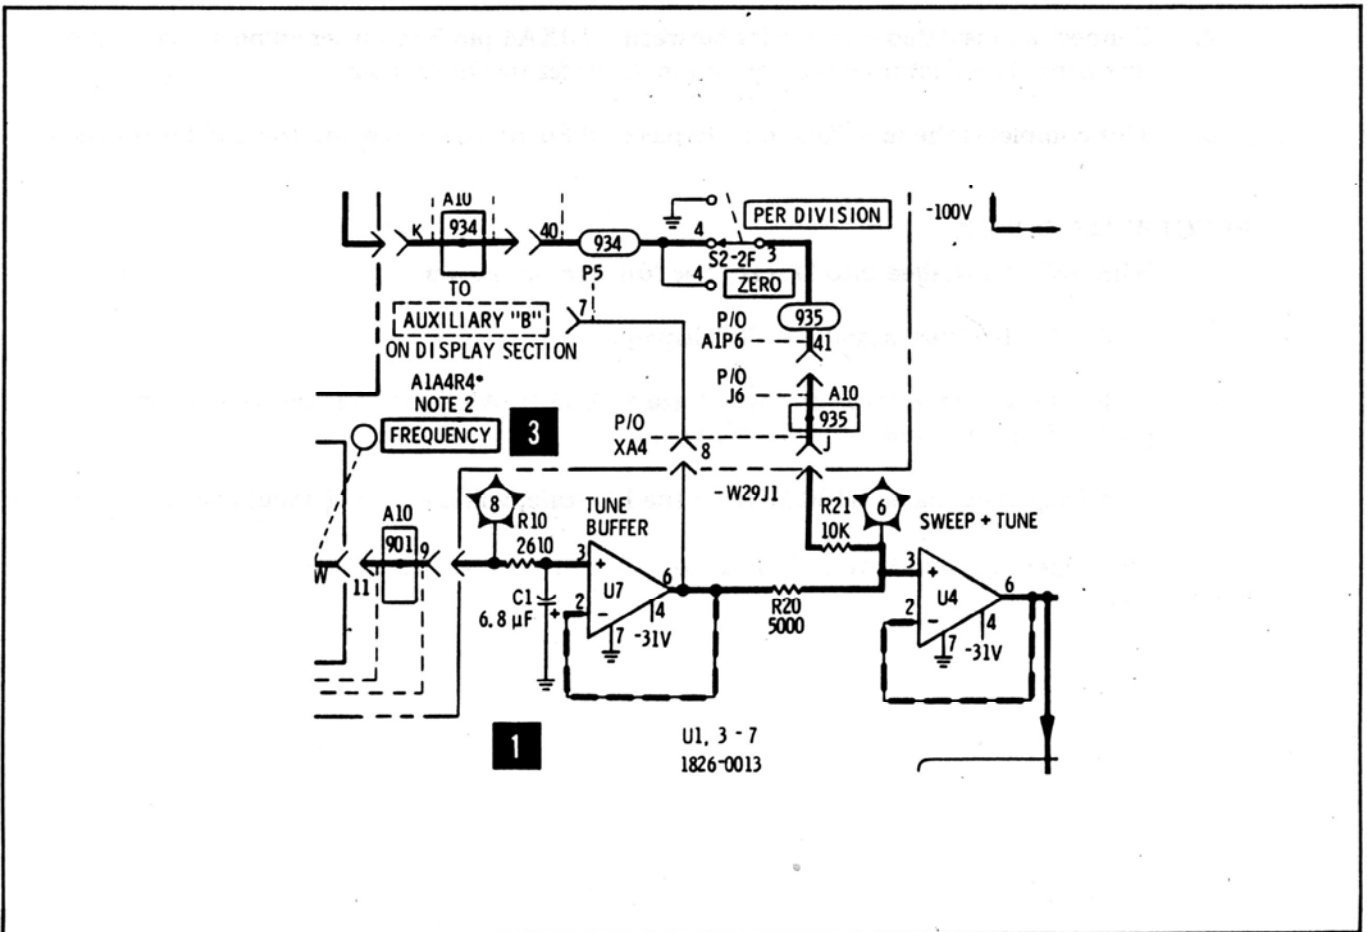 A10
K
934
40
934
4
S2-2F
3
PER DIVISION
-100V
4
ZERO
TO
AUXILIARY "B"
ON DISPLAY SECTION
P5
7
935
P/O
A1P6
41
P/O
J6
A10
935
A1A4R4*
NOTE 2
FREQUENCY
3
P/O
XA4
8
J
-W29J1
W
11
A10
901
9
8
R10
2610
TUNE
BUFFER
C1
6.8 µF
+
3
+
2
-
U7
6
4
7
-31V
R20
5000
R21
10K
6
SWEEP + TUNE
3
+
2
-
U4
6
4
7
-31V
1
U1, 3 - 7
1826-0013